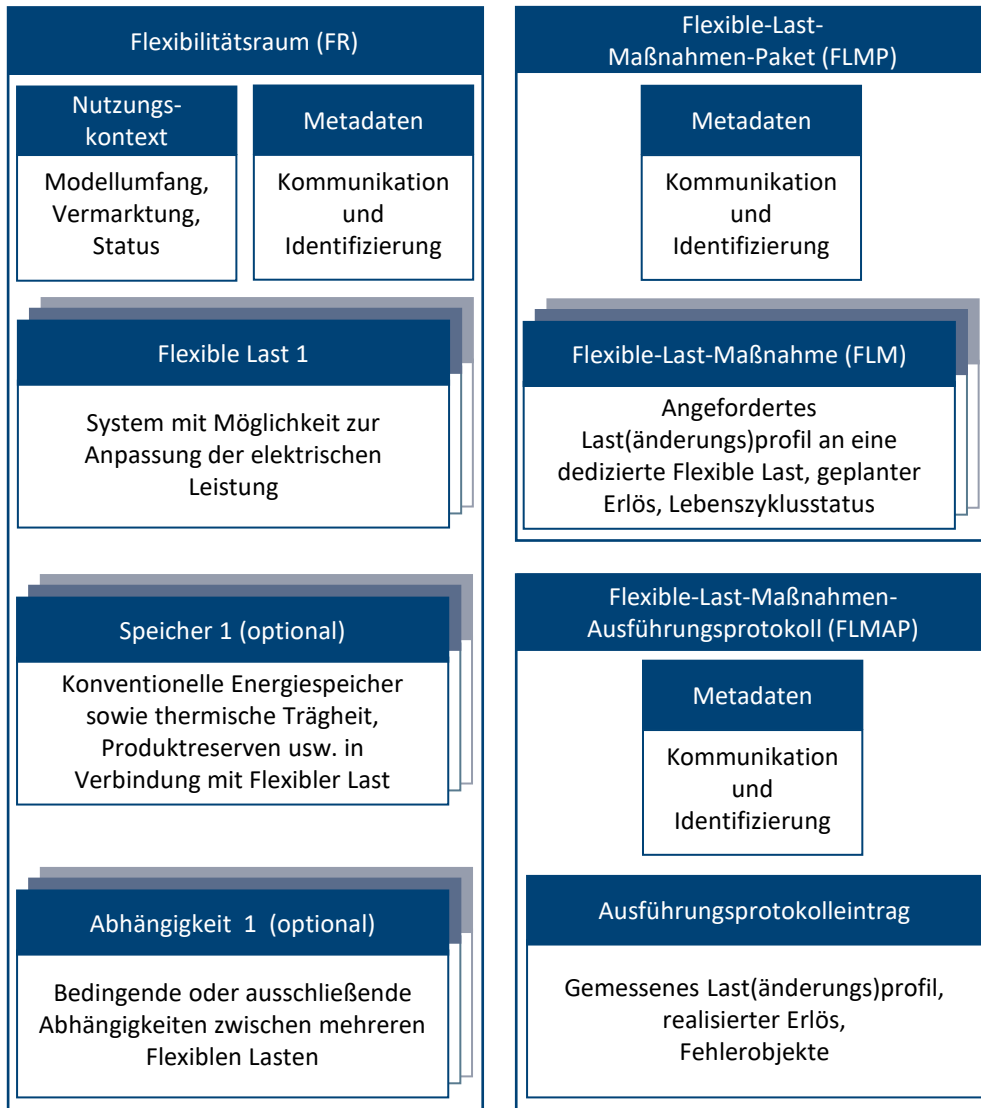 Flexibilitätsraum (FR)
Nutzungs-
kontext
Modellumfang,
Vermarktung,
Status
Metadaten
Kommunikation
und
Identifizierung
Flexible Last 1
System mit Möglichkeit zur
Anpassung der elektrischen
Leistung
Speicher 1 (optional)
Konventionelle Energiespeicher
sowie thermische Trägheit,
Produktreserven usw. in
Verbindung mit Flexibler Last
Abhängigkeit 1 (optional)
Bedingende oder ausschließende
Abhängigkeiten zwischen mehreren
Flexiblen Lasten
Flexible-Last-
Maßnahmen-Paket (FLMP)
Metadaten
Kommunikation
und
Identifizierung
Flexible-Last-Maßnahme (FLM)
Angefordertes
Last(änderungs)profil an eine
dedizierte Flexible Last, geplanter
Erlös, Lebenszyklusstatus
Flexible-Last-Maßnahmen-
Ausführungsprotokoll (FLMAP)
Metadaten
Kommunikation
und
Identifizierung
Ausführungsprotokolleintrag
Gemessenes Last(änderungs)profil,
realisierter Erlös,
Fehlerobjekte